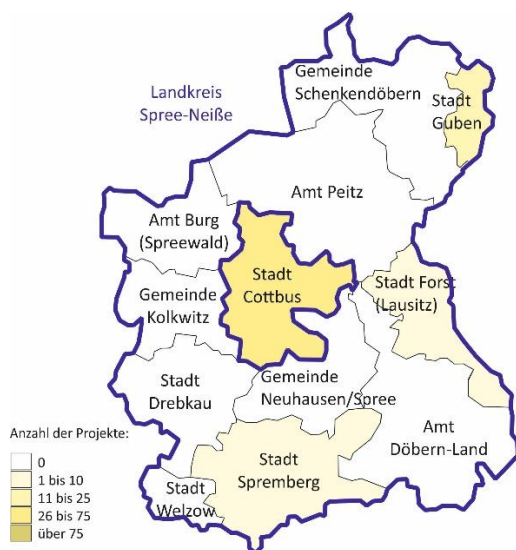 Gemeinde
Schenkendöbern
Landkreis
Spree-Neiße
Stadt
Guben
Amt Peitz
Amt Burg
(Spreewald)
Stadt
Cottbus
Stadt Forst
(Lausitz)
Gemeinde
Kolkwitz
Stadt
Drebkau
Gemeinde
Neuhausen/Spree
Amt
Döbern-Land
Stadt
Spremberg
Stadt
Welzow
Anzahl der Projekte:
0
1 bis 10
11 bis 25
26 bis 75
über 75